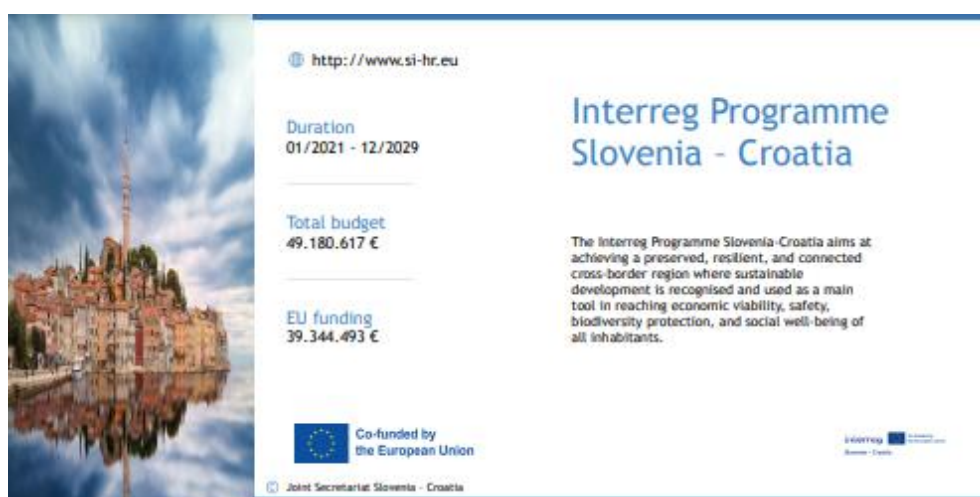 http://www.si-hr.eu
Duration
01/2021 - 12/2029
Total budget
49.180.617 €
EU funding
39.344.493 €
Co-funded by
the European Union
Joint Secretariat Slovenia - Croatia
Interreg Programme
Slovenia - Croatia
The Interreg Programme Slovenia-Croatia aims at
achieving a preserved, resilient, and connected
cross-border region where sustainable
development is recognised and used as a main
tool in reaching economic viability, safety,
biodiversity protection, and social well-being of
all inhabitants.
Interreg
Slovenia - Croatia